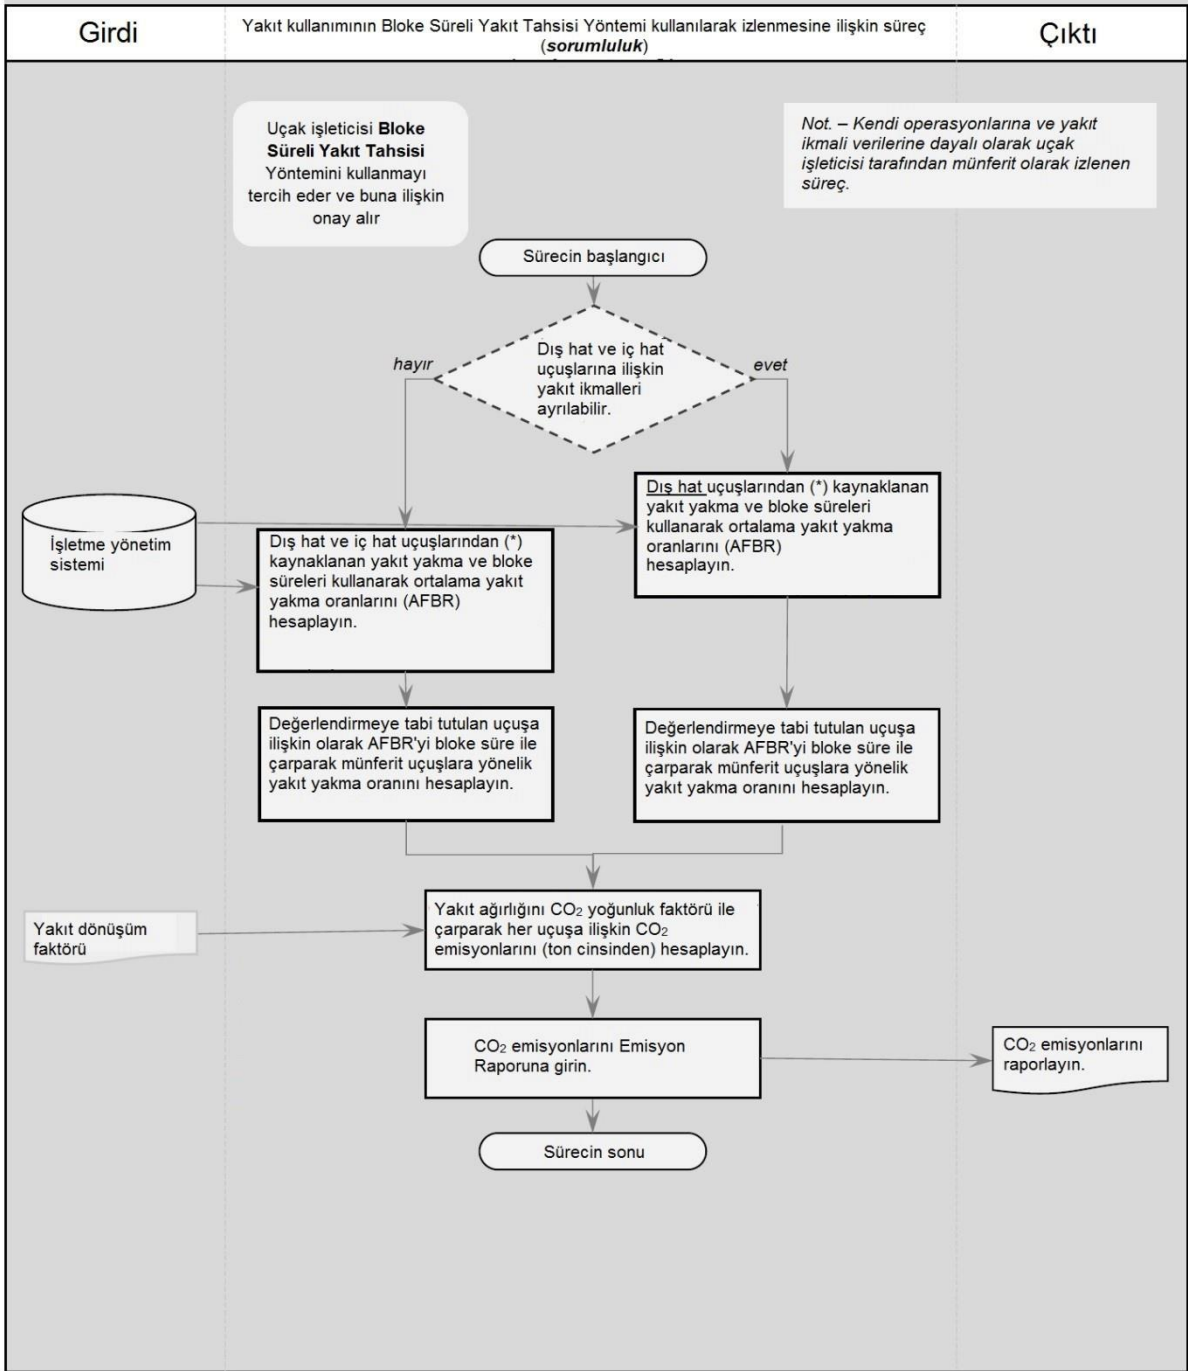 Girdi
Yakıt kullanımının Bloke Süreli Yakıt Tahsisi Yöntemi kullanılarak izlenmesine ilişkin süreç
(sorumluluk)
Çıktı
Uçak işleticisi Bloke
Süreli Yakıt Tahsisi
Yöntemini kullanmayı
tercih eder ve buna ilişkin
onay alır
Not. – Kendi operasyonlarına ve yakıt
ikmali verilerine dayalı olarak uçak
işleticisi tarafından münferit olarak izlenen
süreç.
Sürecin başlangıcı
Dış hat ve iç hat
uçuşlarına ilişkin
yakıt ikmalleri
ayrılabilir.
hayır
evet
İşletme yönetim
sistemi
Dış hat ve iç hat uçuşlarından (*)
kaynaklanan yakıt yakma ve bloke
süreleri kullanarak ortalama yakıt
yakma oranlarını (AFBR)
hesaplayın.
Dış hat uçuşlarından (*) kaynaklanan
yakıt yakma ve bloke süreleri
kullanarak ortalama yakıt yakma
oranlarını (AFBR)
hesaplayın.
Değerlendirmeye tabi tutulan uçuşa
ilişkin olarak AFBR'yi bloke süre ile
çarparak münferit uçuşlara yönelik
yakıt yakma oranını hesaplayın.
Değerlendirmeye tabi tutulan uçuşa
ilişkin olarak AFBR'yi bloke süre ile
çarparak münferit uçuşlara yönelik
yakıt yakma oranını hesaplayın.
Yakıt dönüşüm
faktörü
Yakıt ağırlığını CO₂ yoğunluk faktörü ile
çarparak her uçuşa ilişkin CO₂
emisyonlarını (ton cinsinden) hesaplayın.
CO₂ emisyonlarını Emisyon
Raporuna girin.
CO₂ emisyonlarını
raporlayın.
Sürecin sonu